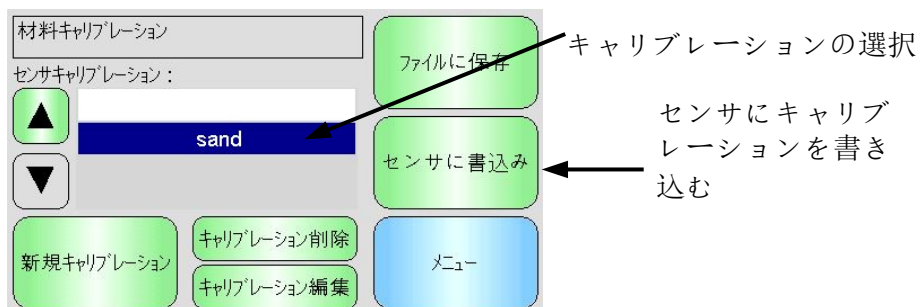 材料キャリブレーション
センサキャリブレーション：
▲
sand
▼
新規キャリブレーション
キャリブレーション削除
キャリブレーション編集
ファイルに保存
センサに書込み
メニュー
キャリブレーションの選択
センサにキャリブ
レーションを書き
込む